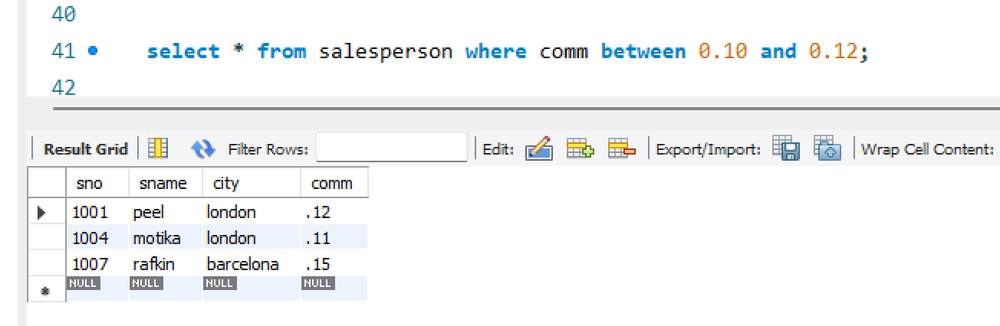 40
41 select * from salesperson where comm between 0.10 and 0.12;
42
Result Grid Filter Rows: Edit: Export/Import: Wrap Cell Content:
sno sname city comm
1001 peel london .12
1004 motika london .11
1007 rafkin barcelona .15
NULL NULL NULL NULL